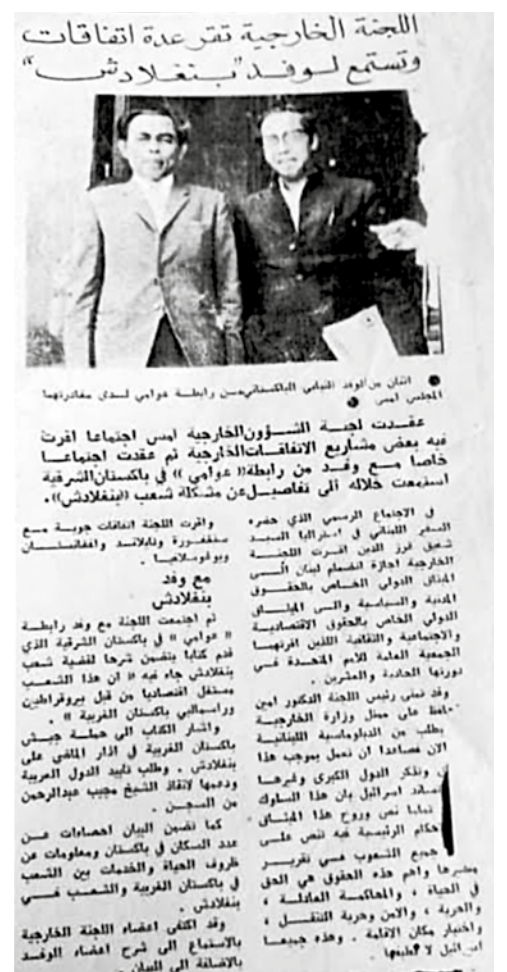 اللجنة الخارجية تقر عدة اتفاقات
وتستمع لوفد "بنغلادش"
اثنان من الوفد النيابي الباكستاني من رابطة عوامي لدى مغادرتهما
المجلس امس
عقدت لجنة الشؤون الخارجية امس اجتماعا اقرت
فيه بعض مشاريع الاتفاقات الخارجية ثم عقدت اجتماعا
خاصا مع وفد من رابطة « عوامي » في باكستان الشرقية
استمعت خلاله الى تفاصيل عن مشكلة شعب «بنغلادش».
في الاجتماع الرسمي الذي حضره
السفير اللبناني في استراليا السيد
شفيق الدين اقرت اللجنة
الخارجية اجازة انضمام لبنان الى
الميثاق الدولي الخاص بالحقوق
المدنية والسياسية والى الميثاق
الدولي الخاص بالحقوق الاقتصادية
والاجتماعية والثقافية اللذين اقرتهما
الجمعية العامة للامم المتحدة في
دورتها الحادية والعشرين .
وقد تمنى رئيس اللجنة الدكتور امين
الحافظ على ممثل وزارة الخارجية
بطلب من الدبلوماسية اللبنانية
الان فصاعدا ان تعمل بموجب هذا
وتذكر الدول الكبرى وغيرها
اسرائيل بان هذا السلوك
تماما نص وروح هذا الميثاق
احكام الرئيسية فيه تنص على
جميع الشعوب في تقرير
مصيرها واهم هذه الحقوق هي الحق
في الحياة ، والمحاكمة العادلة ،
والحرية ، والامن وحرية التنقل ،
واختيار مكان الاقامة . وهذه جميعا
اسرائيل لا تطبقها .
واقرت اللجنة اتفاقات جوية مع
سنغفورة وتايلاند وافغانستان
ويوغوسلافيا .
مع وفد
بنغلادش
ثم اجتمعت اللجنة مع وفد رابطة
« عوامي » في باكستان الشرقية الذي
قدم كتابا يتضمن شرحا لقضية شعب
بنغلادش جاء فيه « ان هذا الشعب
مستغل اقتصاديا من قبل بيروقراطيين
ورأسماليي باكستان الغربية » .
واشار الكتاب الى حملة جيش
باكستان الغربية في اذار الماضي على
بنغلادش . وطلب تأييد الدول العربية
ودعمها لانقاذ الشيخ مجيب عبدالرحمن
من السجن .
كما تضمن البيان احصاءات عن
عدد السكان في باكستان ومعلومات عن
ظروف الحياة والخدمات بين الشعب
في باكستان الغربية والشعب في
بنغلادش .
وقد اكتفى اعضاء اللجنة الخارجية
بالاستماع الى شرح اعضاء الوفد
بالاضافة الى البيان .